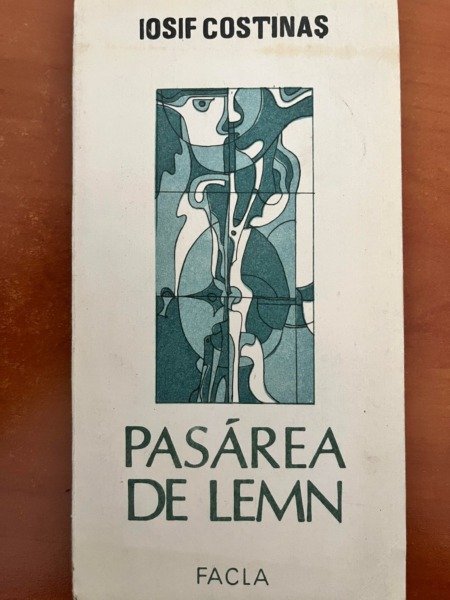 IOSIF COSTINAȘ
PASĂREA
DE LEMN
FACLA